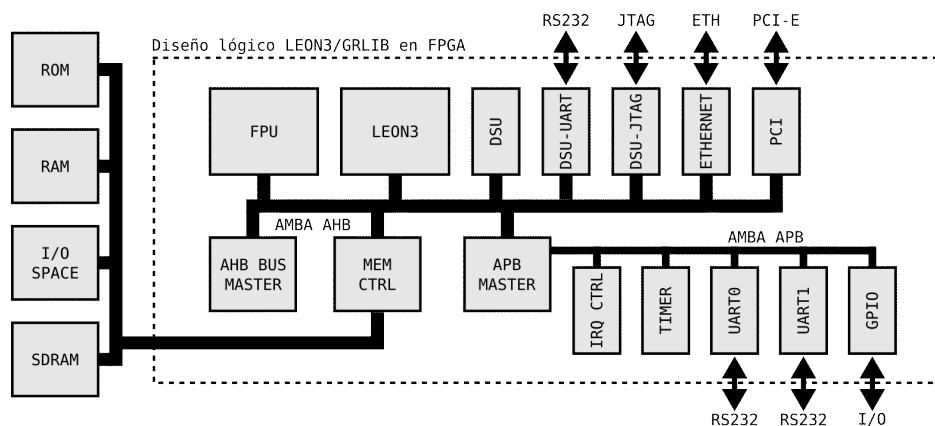 RS232 JTAG ETH PCI-E
Diseño lógico LEON3/GRLIB en FPGA
ROM
RAM
I/O
SPACE
SDRAM
FPU
LEON3
DSU
DSU-UART
DSU-JTAG
ETHERNET
PCI
AMBA AHB
AHB BUS
MASTER
MEM
CTRL
APB
MASTER
AMBA APB
IRQ CTRL
TIMER
UART0
UART1
GPIO
RS232 RS232 I/O